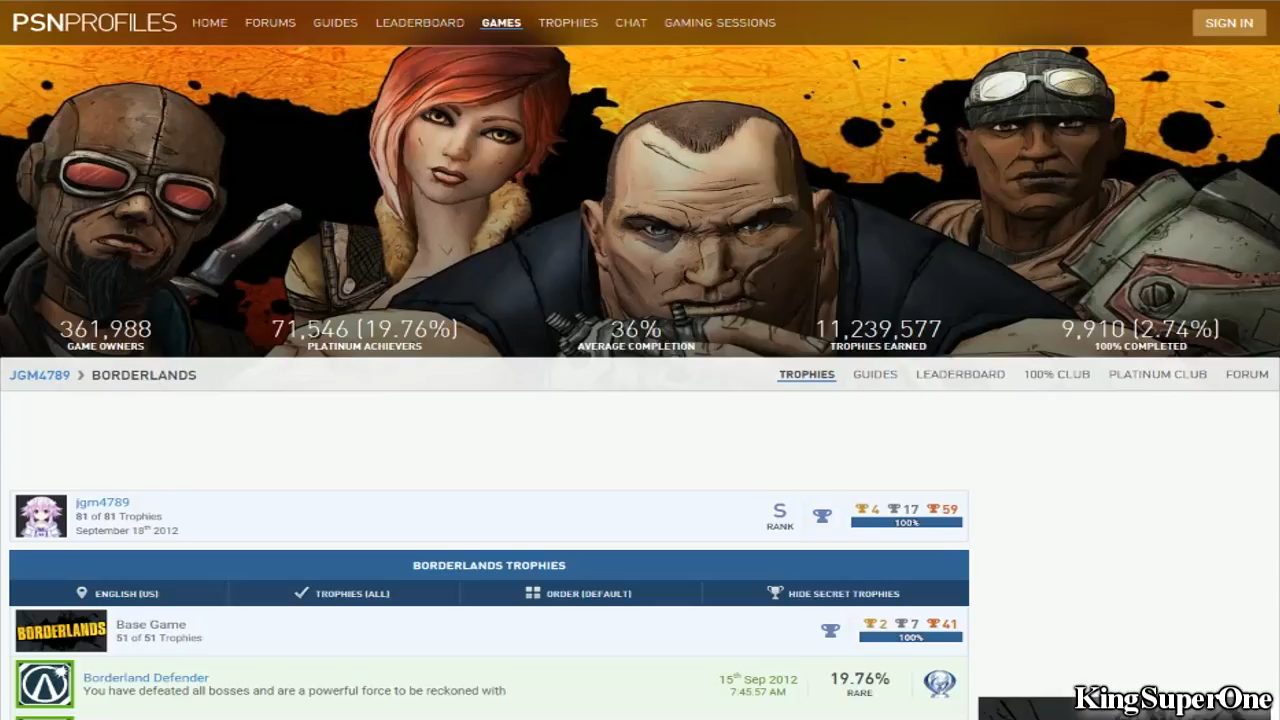 PSNPROFILES HOME FORUMS GUIDES LEADERBOARD GAMES TROPHIES CHAT GAMING SESSIONS SIGN IN
361,988 71,546 (19.76%) 36% 11,239,577 9,910 (2.74%)
GAME OWNERS PLATINUM ACHIEVERS AVERAGE COMPLETION TROPHIES EARNED 100% COMPLETED
JGM4789 > BORDERLANDS TROPHIES GUIDES LEADERBOARD 100% CLUB PLATINUM CLUB FORUM
jgm4789
81 of 81 Trophies
September 18th 2012
S
RANK
4 17 59
100%
BORDERLANDS TROPHIES
ENGLISH (US) TROPHIES (ALL) ORDER (DEFAULT) HIDE SECRET TROPHIES
BORDERLANDS
Base Game
51 of 51 Trophies
2 7 41
100%
Borderland Defender
You have defeated all bosses and are a powerful force to be reckoned with
15th Sep 2012
7:45:57 AM
19.76%
RARE
KingSuperOne